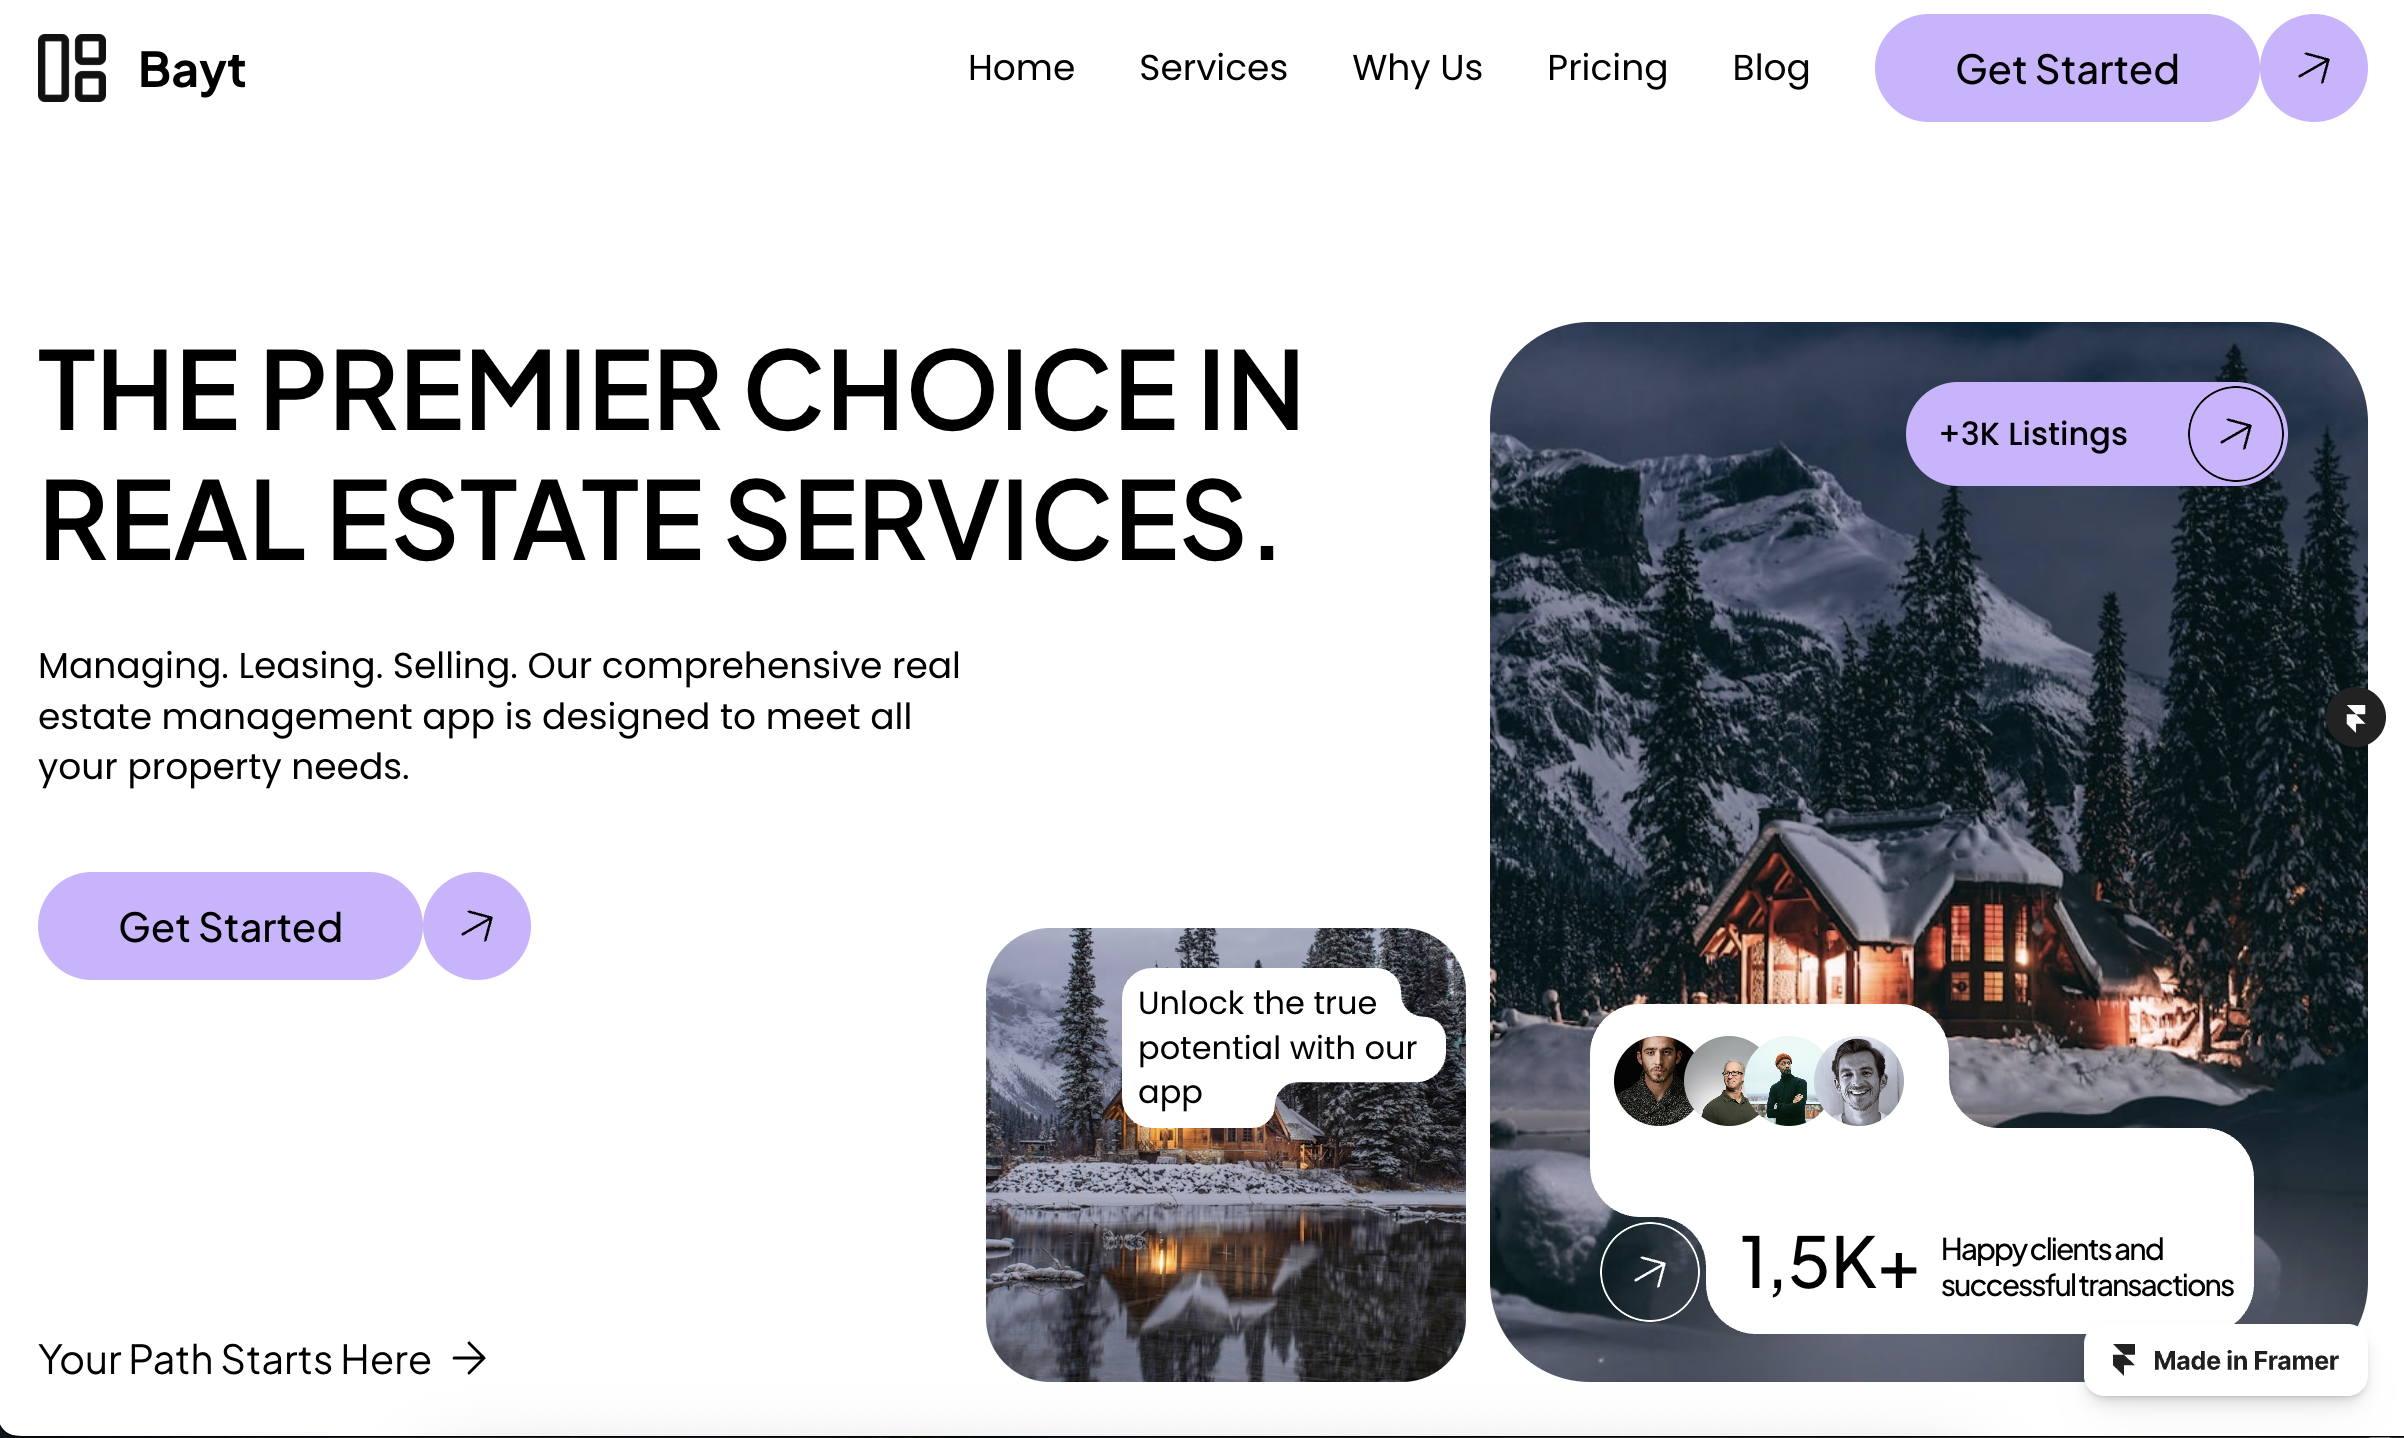 Bayt
Home
Services
Why Us
Pricing
Blog
Get Started
THE PREMIER CHOICE IN
REAL ESTATE SERVICES.
+3K Listings
Managing. Leasing. Selling. Our comprehensive real
estate management app is designed to meet all
your property needs.
Get Started
Unlock the true
potential with our
app
1,5K+
Happy clients and
successful transactions
Your Path Starts Here
Made in Framer